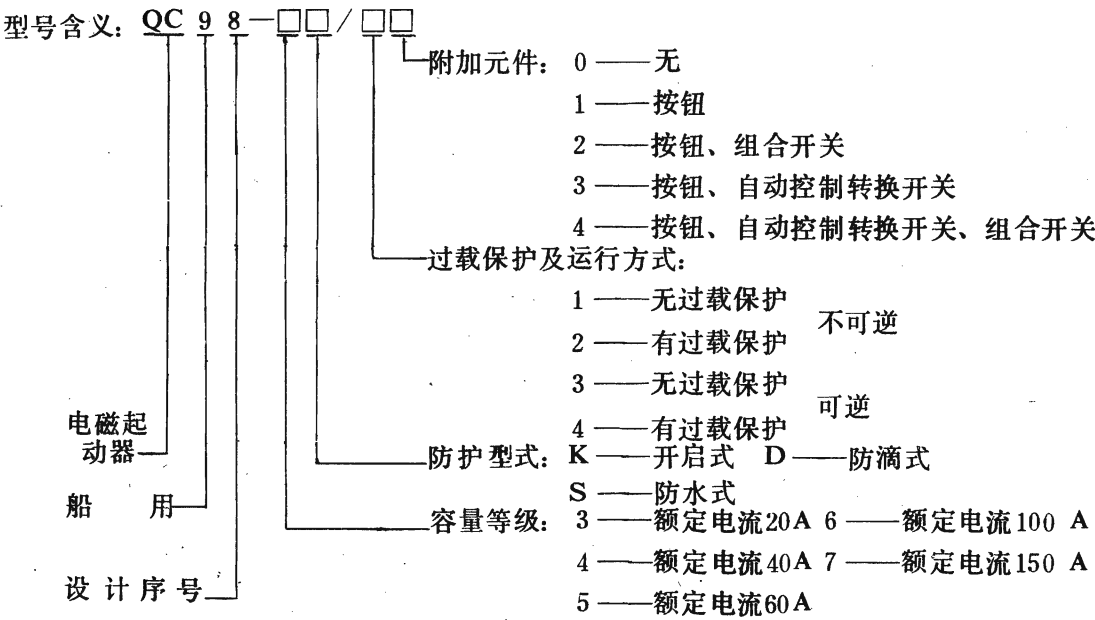 型号含义：QC 9 8—□□/□□
附加元件：0——无
1——按钮
2——按钮、组合开关
3——按钮、自动控制转换开关
4——按钮、自动控制转换开关、组合开关
过载保护及运行方式：
1——无过载保护
不可逆
2——有过载保护
3——无过载保护
可逆
4——有过载保护
电磁起
动器
防护型式：K——开启式 D——防滴式
S——防水式
船 用
容量等级：3——额定电流20A 6——额定电流100 A
4——额定电流40A 7——额定电流150 A
设计序号
5——额定电流60A